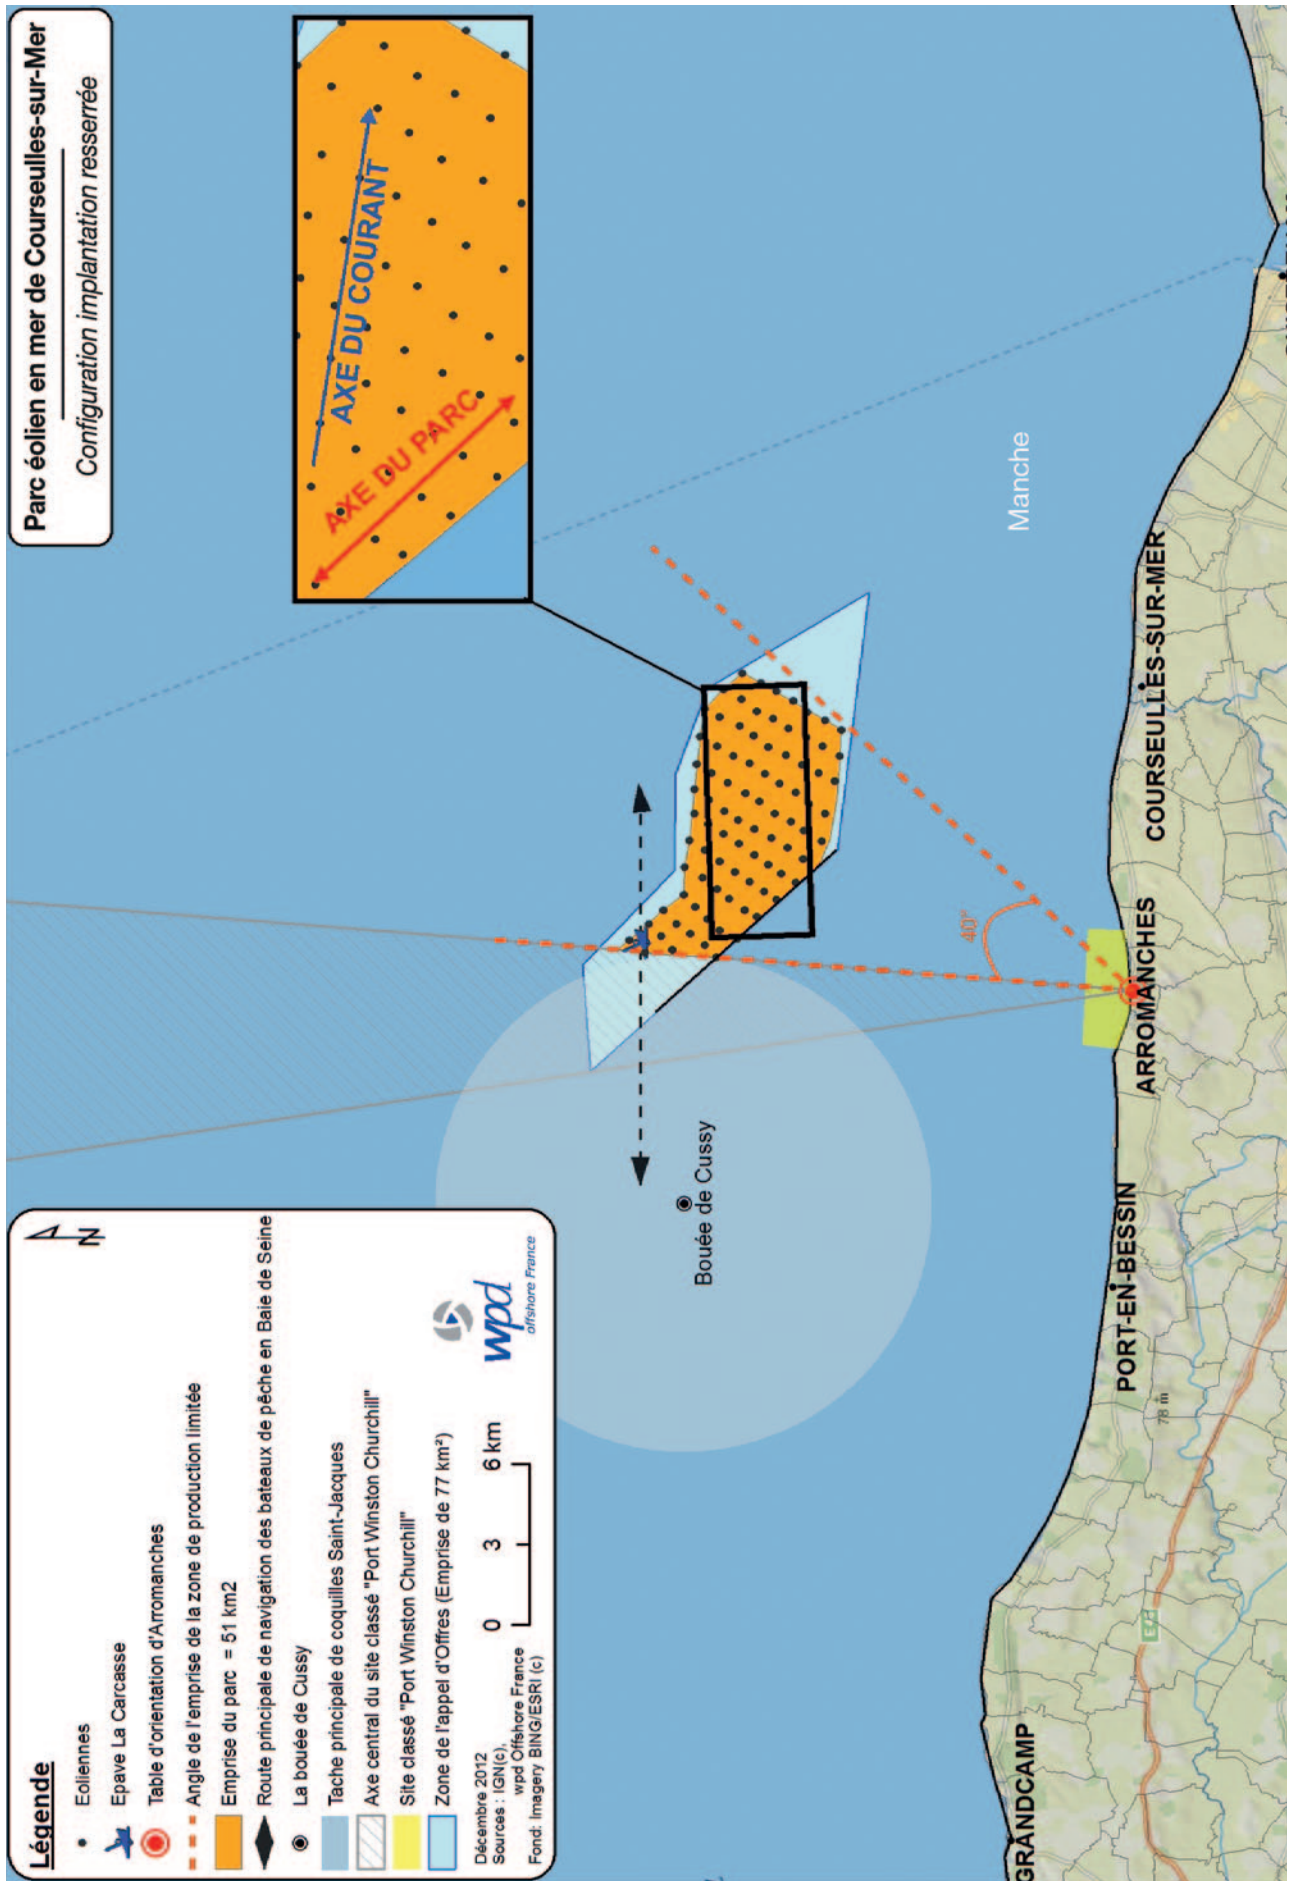 Parc éolien en mer de Courseulles-sur-Mer
Configuration implantation resserrée
AXE DU COURANT
AXE DU PARC
Manche
40°
Bouée de Cussy
GRANDCAMP
PORT-EN-BESSIN
ARROMANCHES
COURSEULLES-SUR-MER
78 m
Légende
N
Eoliennes
Epave La Carcasse
Table d'orientation d'Arromanches
Angle de l'emprise de la zone de production limitée
Emprise du parc = 51 km2
Route principale de navigation des bateaux de pêche en Baie de Seine
La bouée de Cussy
Tache principale de coquilles Saint-Jacques
Axe central du site classé "Port Winston Churchill"
Site classé "Port Winston Churchill"
Zone de l'appel d'Offres (Emprise de 77 km²)
Décembre 2012
Sources : IGN(c),
wpd Offshore France
Fond: Imagery BING/ESRI (c)
0 3 6 km
wpd
offshore France